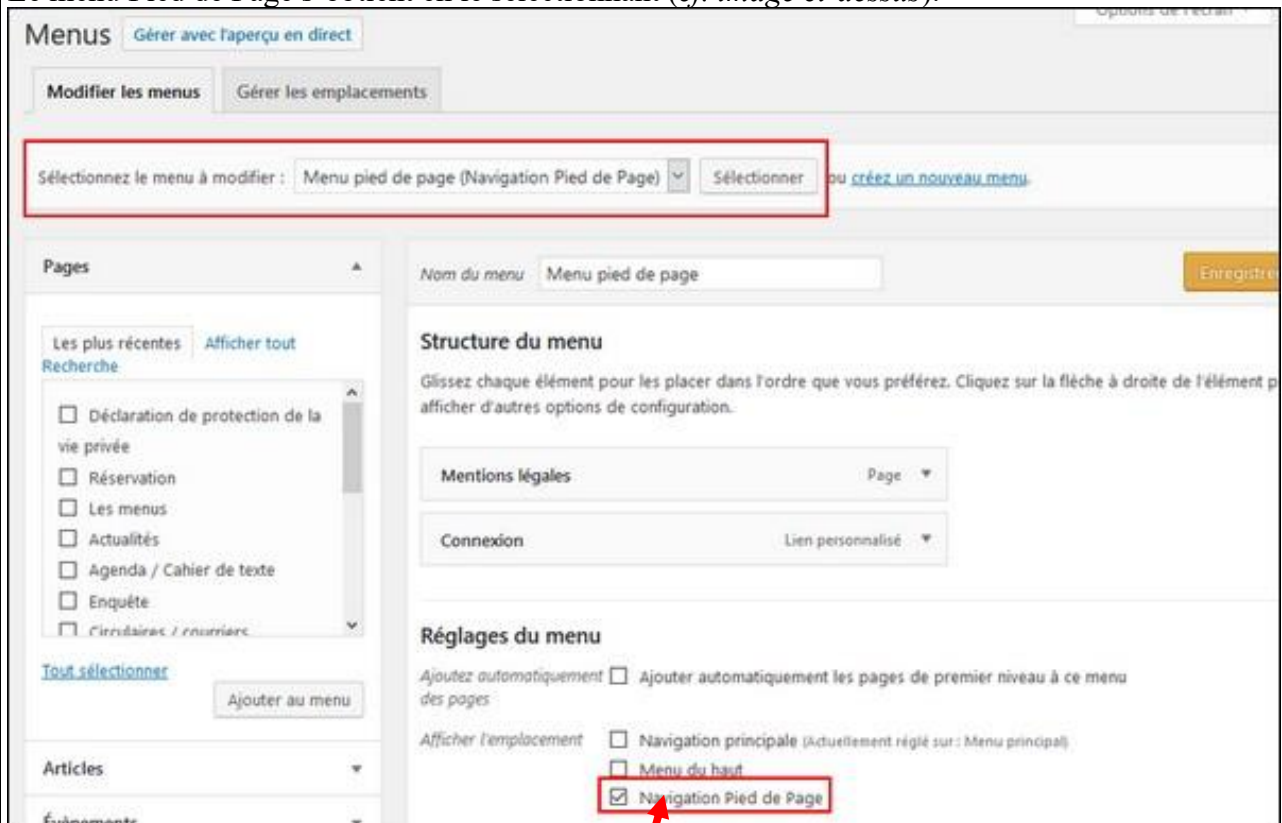 Menus Gérer avec l'aperçu en direct
Modifier les menus Gérer les emplacements
Sélectionnez le menu à modifier : Menu pied de page (Navigation Pied de Page) Sélectionner ou créez un nouveau menu.
Pages
Nom du menu Menu pied de page Enregistre
Les plus récentes Afficher tout
Recherche
Déclaration de protection de la
vie privée
Réservation
Les menus
Actualités
Agenda / Cahier de texte
Enquête
Circulaires / courriers
Tout sélectionner
Ajouter au menu
Articles
Évènements
Structure du menu
Glissez chaque élément pour les placer dans l'ordre que vous préférez. Cliquez sur la flèche à droite de l'élément p
afficher d'autres options de configuration.
Mentions légales Page
Connexion Lien personnalisé
Réglages du menu
Ajoutez automatiquement Ajouter automatiquement les pages de premier niveau à ce menu
des pages
Afficher l'emplacement Navigation principale (Actuellement réglé sur : Menu principal)
Menu du haut
Navigation Pied de Page